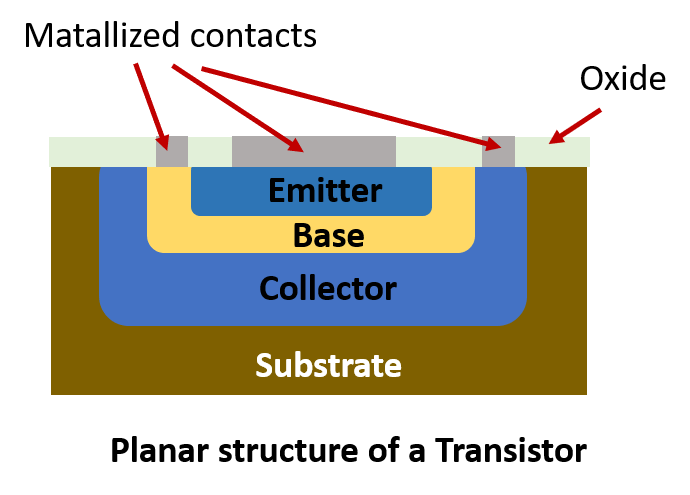 Matallized contacts
Oxide
Emitter
Base
Collector
Substrate
Planar structure of a Transistor